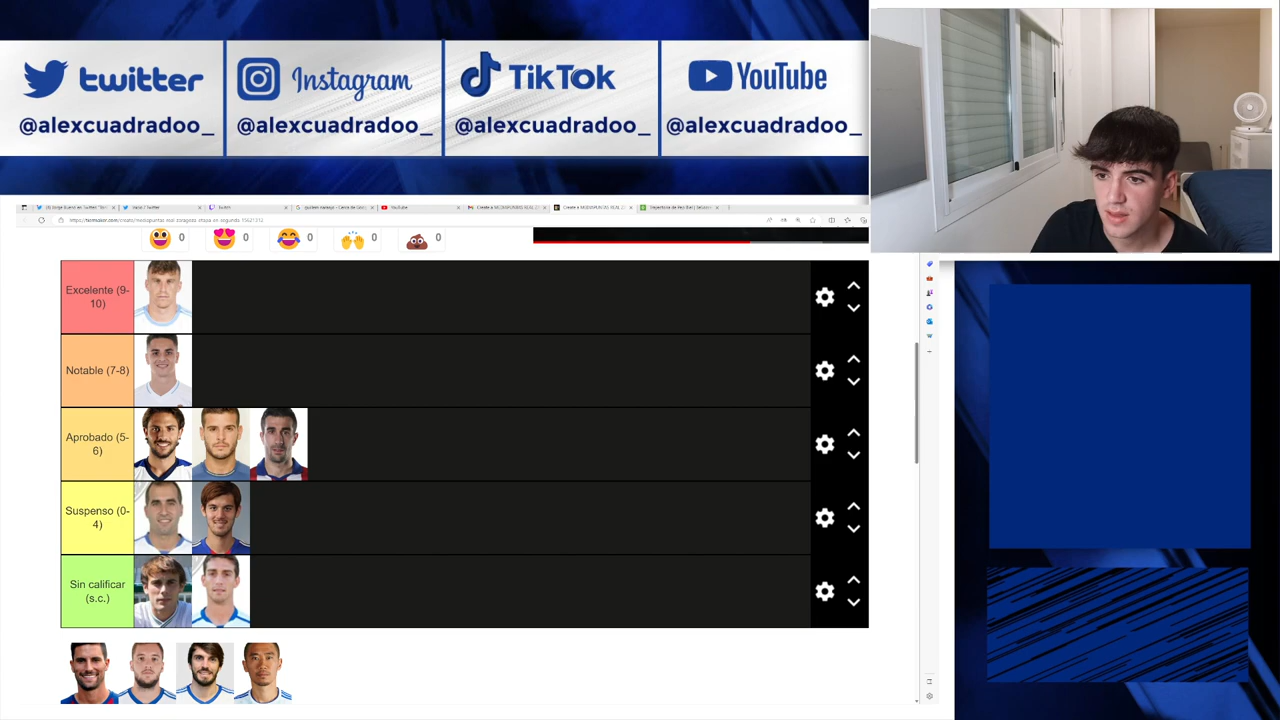 twitter
@alexcuadradoo_
Instagram
@alexcuadradoo_
TikTok
@alexcuadradoo_
YouTube
@alexcuadradoo_
YouTube
0
0
0
0
0
Excelente (9-
10)
Notable (7-8)
Aprobado (5-
6)
Suspenso (0-
4)
Sin calificar
(s.c.)